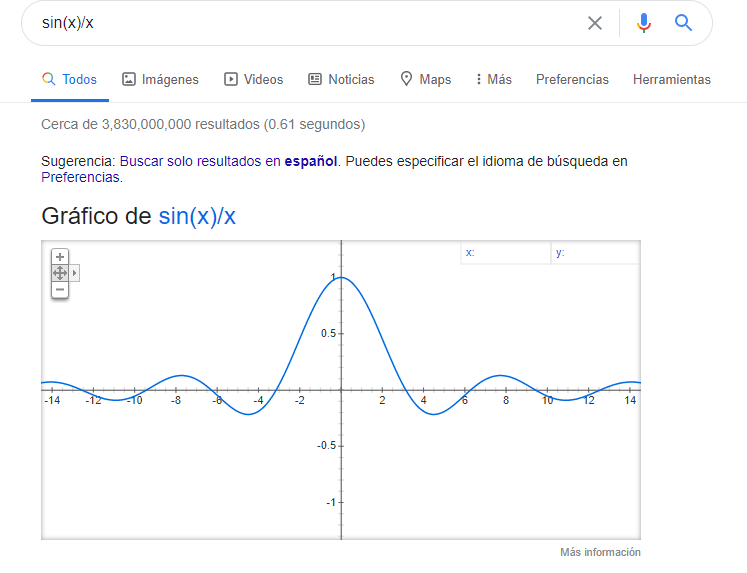 sin(x)/x
Todos Imágenes Videos Noticias Maps Más Preferencias Herramientas
Cerca de 3,830,000,000 resultados (0.61 segundos)
Sugerencia: Buscar solo resultados en español. Puedes especificar el idioma de búsqueda en
Preferencias.
Gráfico de sin(x)/x
x: y:
1
0.5
-14 -12 -10 -8 -6 -4 -2 2 4 6 8 10 12 14
-0.5
-1
Más información